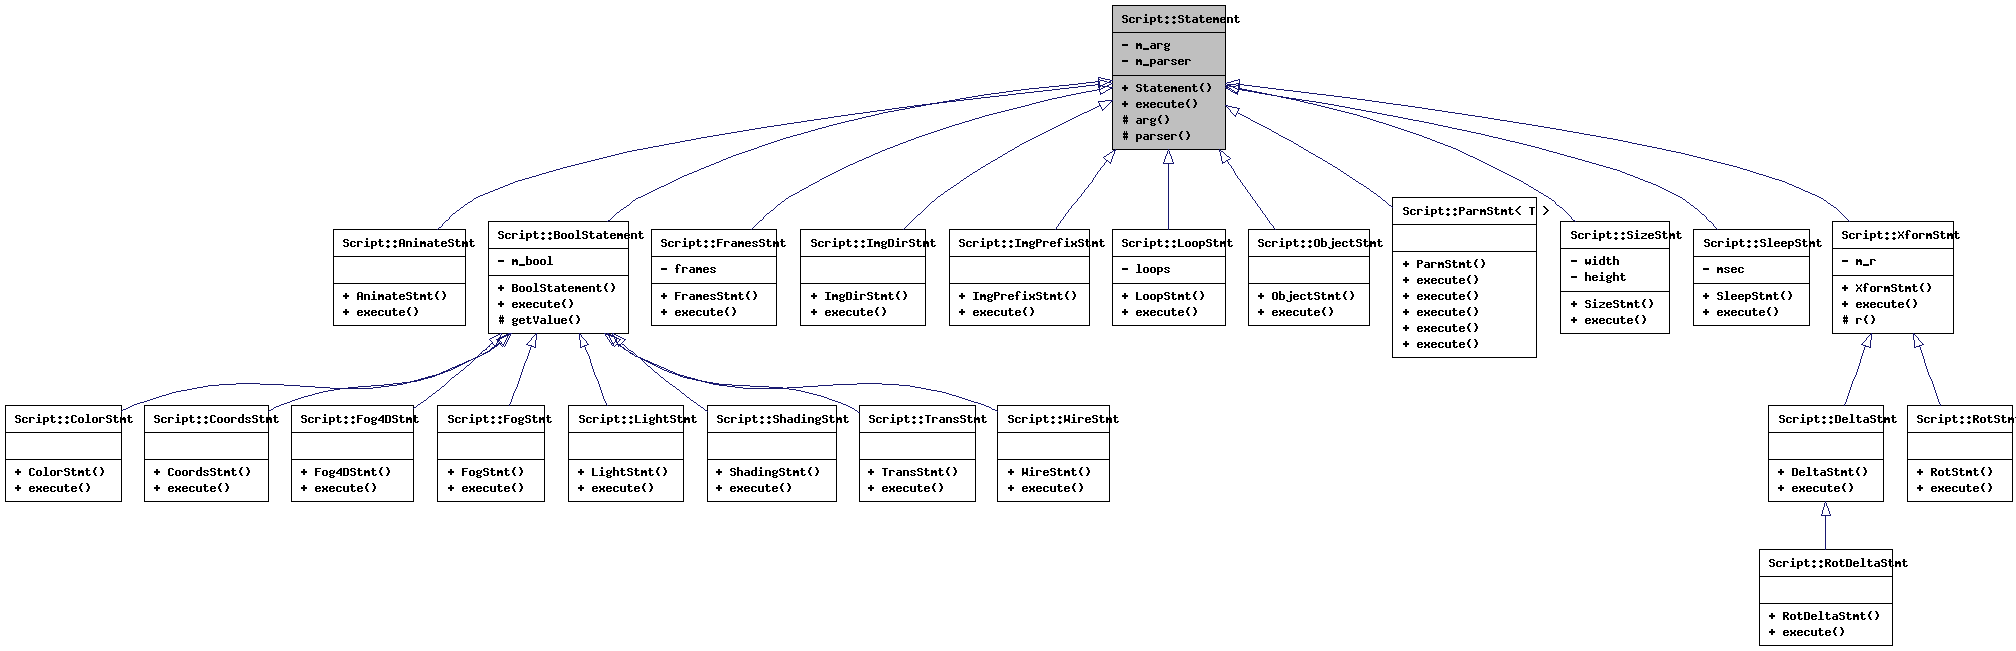 Script::Statement
- m_arg
- m_parser
+ Statement()
+ execute()
# arg()
# parser()
Script::AnimateStmt
+ AnimateStmt()
+ execute()
Script::BoolStatement
- m_bool
+ BoolStatement()
+ execute()
# getValue()
Script::FramesStmt
- frames
+ FramesStmt()
+ execute()
Script::ImgDirStmt
+ ImgDirStmt()
+ execute()
Script::ImgPrefixStmt
+ ImgPrefixStmt()
+ execute()
Script::LoopStmt
- loops
+ LoopStmt()
+ execute()
Script::ObjectStmt
+ ObjectStmt()
+ execute()
Script::ParmStmt< T >
+ ParmStmt()
+ execute()
+ execute()
+ execute()
+ execute()
+ execute()
Script::SizeStmt
- width
- height
+ SizeStmt()
+ execute()
Script::SleepStmt
- msec
+ SleepStmt()
+ execute()
Script::XformStmt
- m_r
+ XformStmt()
+ execute()
# r()
Script::ColorStmt
+ ColorStmt()
+ execute()
Script::CoordsStmt
+ CoordsStmt()
+ execute()
Script::Fog4DStmt
+ Fog4DStmt()
+ execute()
Script::FogStmt
+ FogStmt()
+ execute()
Script::LightStmt
+ LightStmt()
+ execute()
Script::ShadingStmt
+ ShadingStmt()
+ execute()
Script::TransStmt
+ TransStmt()
+ execute()
Script::WireStmt
+ WireStmt()
+ execute()
Script::DeltaStmt
+ DeltaStmt()
+ execute()
Script::RotStm
+ RotStmt()
+ execute()
Script::RotDeltaStmt
+ RotDeltaStmt()
+ execute()